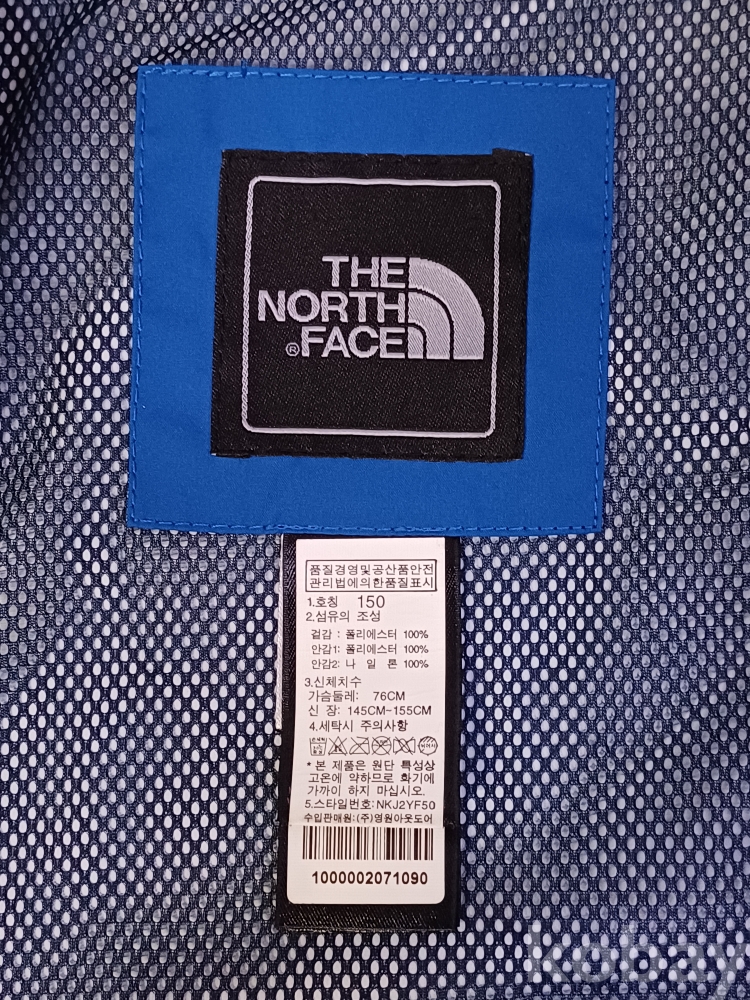 THE
NORTH
®FACE
품질경영및공산품안전
관리법에의한품질표시
1.호칭 150
2.섬유의 조성
겉감 : 폴리에스터 100%
안감1: 폴리에스터 100%
안감2: 나 일 론 100%
3.신체치수
가슴둘레: 76CM
신 장: 145CM-155CM
4.세탁시 주의사항
* 본 제품은 원단 특성상
고온에 약하므로 화기에
가까이 하지 마십시오.
5.스타일번호:NKJ2YF50
수입판매원:(주)영원아웃도어
1000002071090
kobay